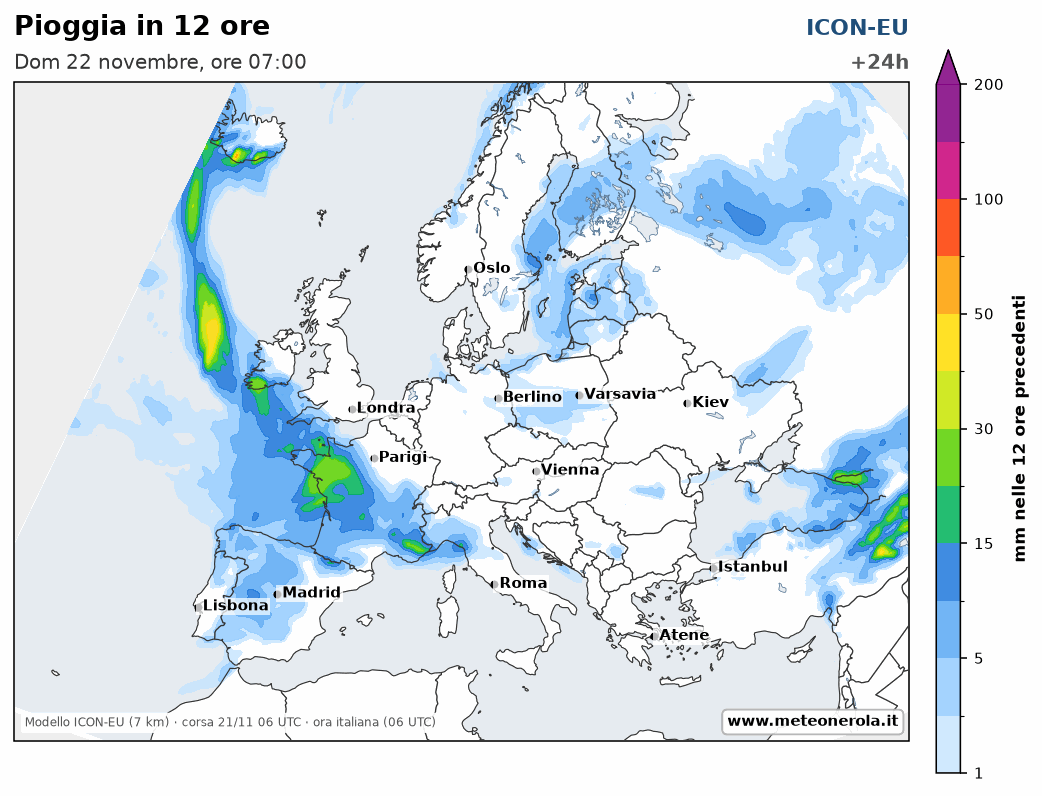 Pioggia in 12 ore
ICON-EU
Dom 22 novembre, ore 07:00
+24h
200
100
50
30
15
5
1
mm nelle 12 ore precedenti
Oslo
Londra
Berlino
Varsavia
Kiev
Parigi
Vienna
Istanbul
Roma
Madrid
Lisbona
Atene
Modello ICON-EU (7 km) · corsa 21/11 06 UTC · ora italiana (06 UTC)
www.meteonerola.it